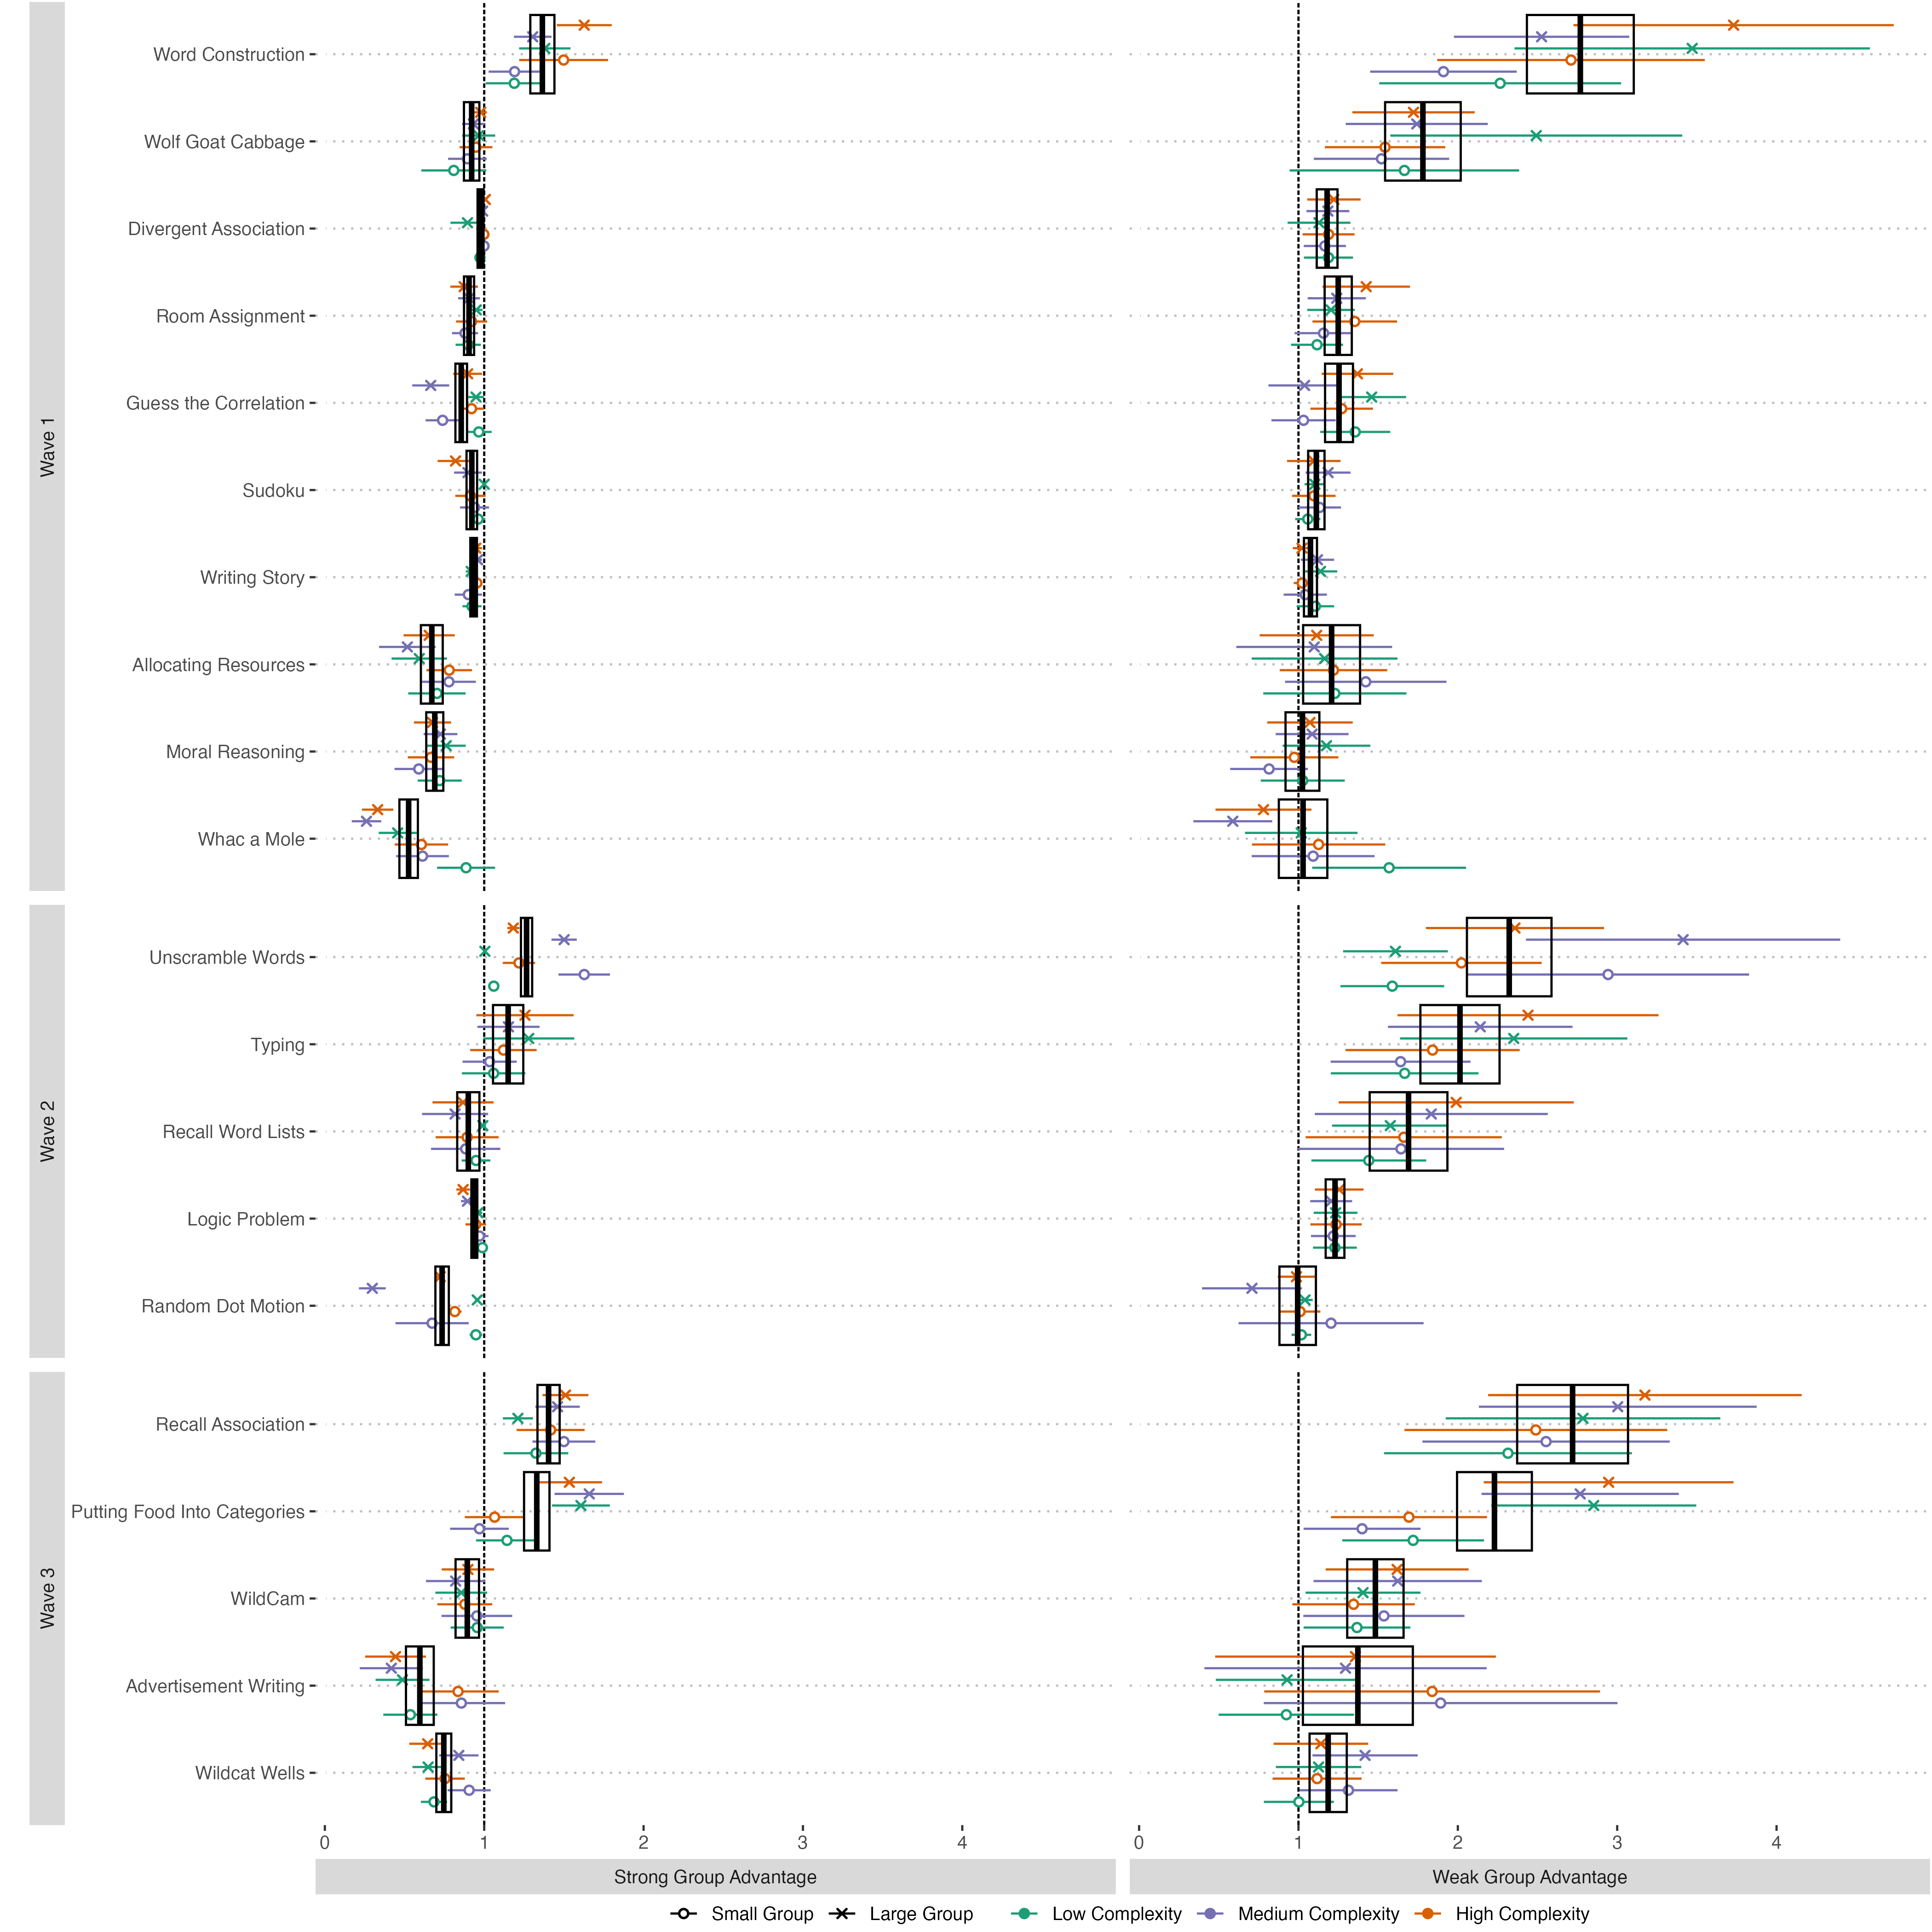 Wave 1
Word Construction
Wolf Goat Cabbage
Divergent Association
Room Assignment
Guess the Correlation
Sudoku
Writing Story
Allocating Resources
Moral Reasoning
Whac a Mole
Wave 2
Unscramble Words
Typing
Recall Word Lists
Logic Problem
Random Dot Motion
Wave 3
Recall Association
Putting Food Into Categories
WildCam
Advertisement Writing
Wildcat Wells
0 1 2 3 4 0 1 2 3 4
Strong Group Advantage Weak Group Advantage
Small Group Large Group Low Complexity Medium Complexity High Complexity